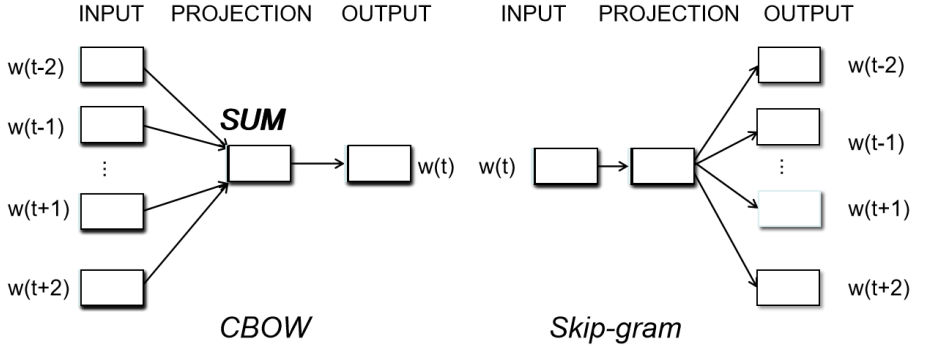 INPUT PROJECTION OUTPUT
w(t-2)
w(t-1)
SUM
w(t)
⋮
w(t+1)
w(t+2)
CBOW
INPUT PROJECTION OUTPUT
w(t-2)
w(t-1)
w(t)
⋮
w(t+1)
w(t+2)
Skip-gram